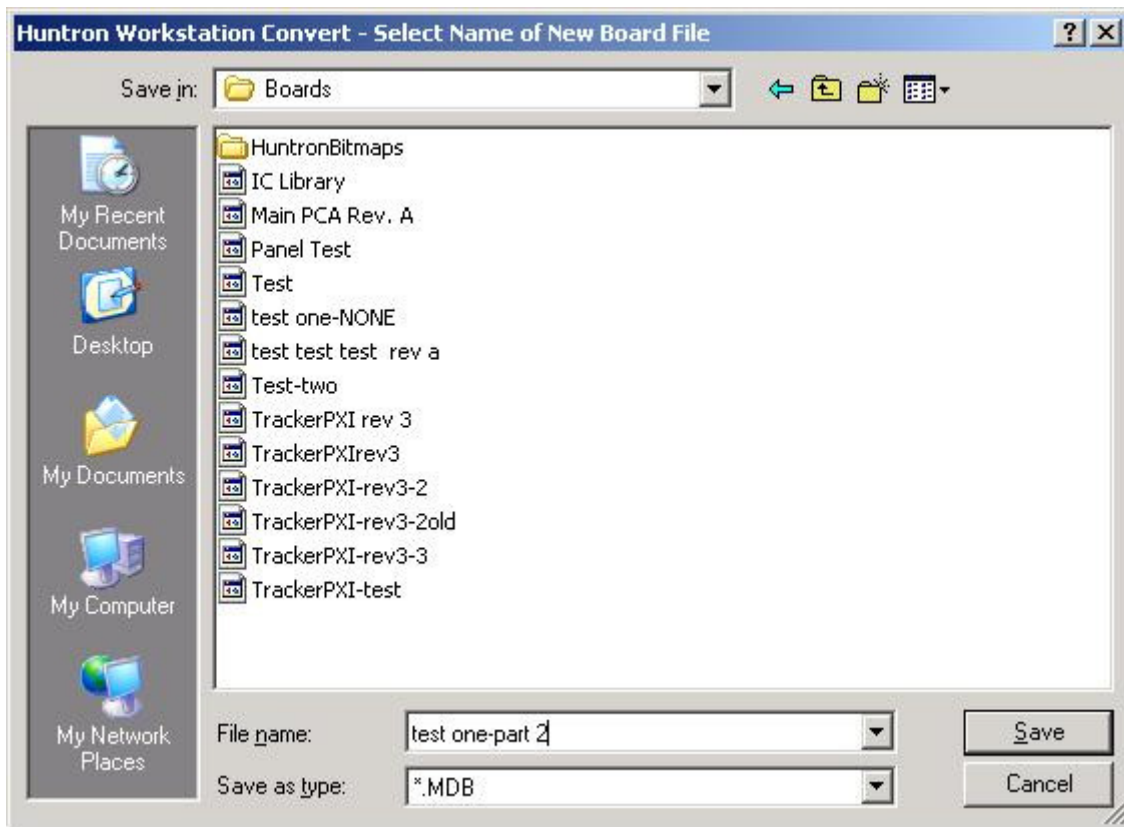 Huntron Workstation Convert - Select Name of New Board File
Save in:
Boards
My Recent
Documents
Desktop
My Documents
My Computer
My Network
Places
HuntronBitmaps
IC Library
Main PCA Rev. A
Panel Test
Test
test one-NONE
test test test  rev a
Test-two
TrackerPXI rev 3
TrackerPXIrev3
TrackerPXI-rev3-2
TrackerPXI-rev3-2old
TrackerPXI-rev3-3
TrackerPXI-test
File name:
test one-part 2
Save
Save as type:
*.MDB
Cancel